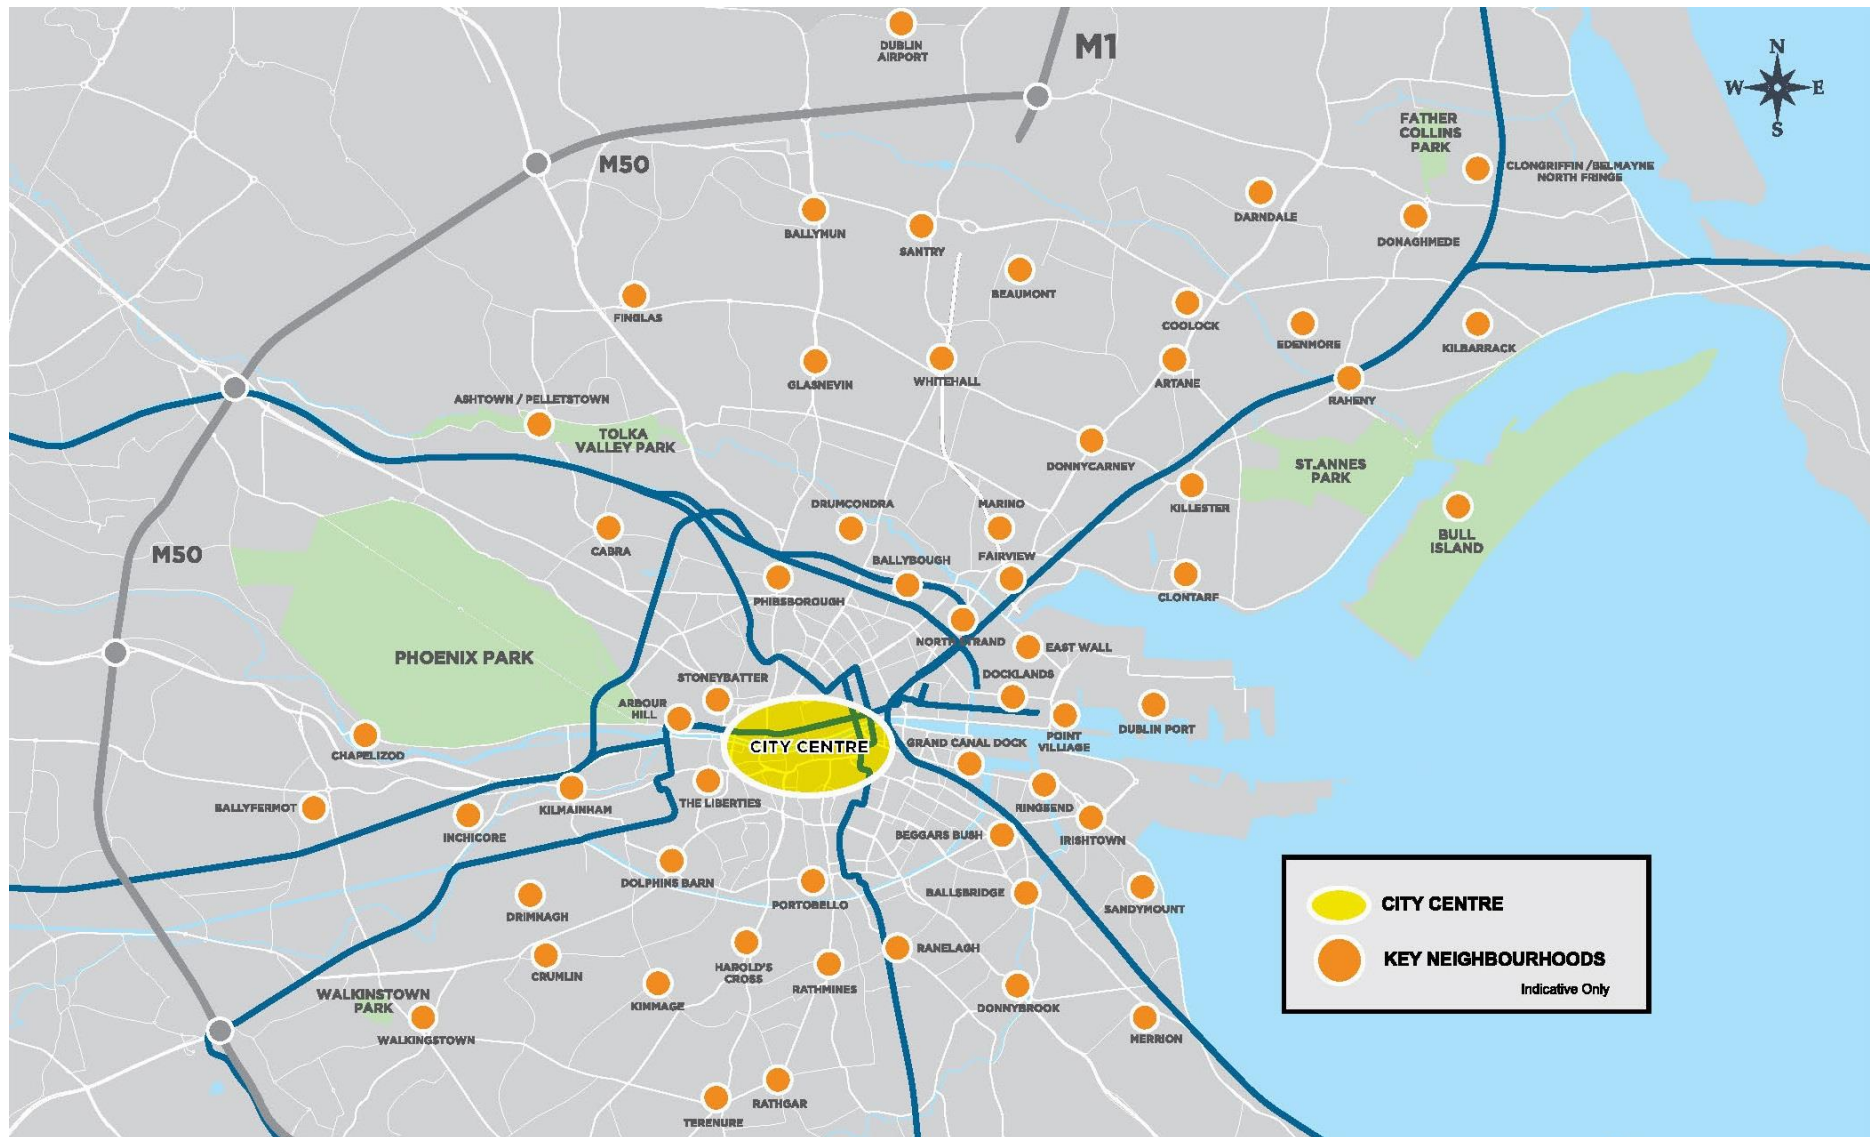 DUBLIN
AIRPORT
M1
N
W
E
S
FATHER
COLLINS
PARK
M50
CLONGRIFFIN /BELMAYNE
NORTH FRINGE
DARNDALE
BALLYMUN
DONAGHMEDE
SANTRY
BEAUMONT
FINGLAS
COOLOCK
EDENMORE
KILBARRACK
GLASNEVIN
WHITEHALL
ARTANE
ASHTOWN / PELLETSTOWN
RAHENY
TOLKA
VALLEY PARK
DONNYCARNEY
ST.ANNES
PARK
DRUMCONDRA
MARINO
KILLESTER
BULL
ISLAND
M50
CABRA
BALLYBOUGH
FAIRVIEW
PHIBSBOROUGH
CLONTARF
NORTH STRAND
EAST WALL
PHOENIX PARK
STONEYBATTER
DOCKLANDS
ARBOUR
HILL
DUBLIN PORT
POINT
VILLIAGE
CITY CENTRE
GRAND CANAL DOCK
CHAPELIZOD
THE LIBERTIES
RINGSEND
BALLYFERMOT
KILMAINHAM
INCHICORE
BEGGARS BUSH
IRISHTOWN
DOLPHINS BARN
BALLSBRIDGE
PORTOBELLO
SANDYMOUNT
DRIMNAGH
CITY CENTRE
KEY NEIGHBOURHOODS
Indicative Only
RANELAGH
CRUMLIN
HAROLD'S
CROSS
RATHMINES
WALKINSTOWN
PARK
KIMMAGE
DONNYBROOK
WALKINGSTOWN
MERRION
RATHGAR
TERENURE